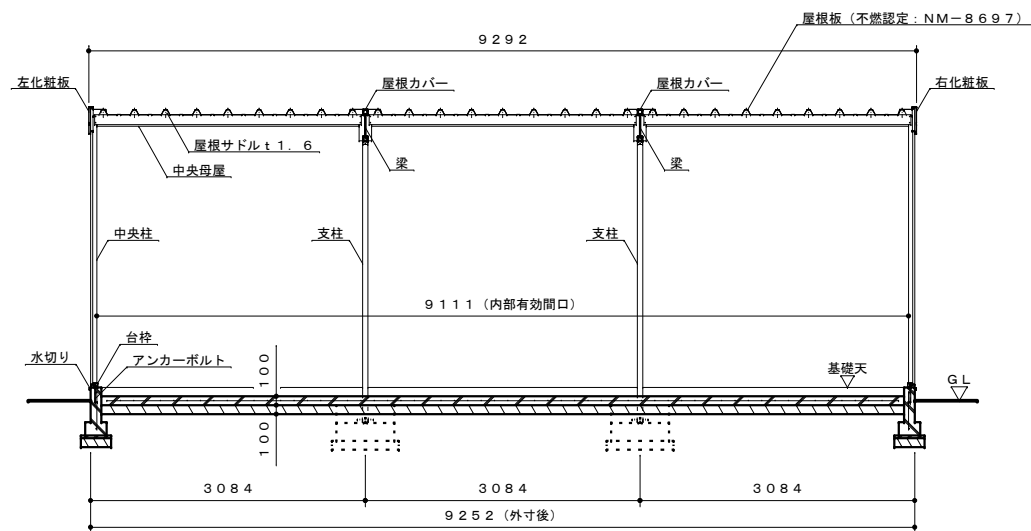 屋根板（不燃認定：NM－8697）
9292
左化粧板
屋根カバー
屋根カバー
右化粧板
屋根サドルｔ1．6
中央母屋
梁
梁
中央柱
支柱
支柱
9111（内部有効間口）
台枠
水切り
アンカーボルト
100
基礎天
GL
100
3084
3084
3084
9252（外寸後）